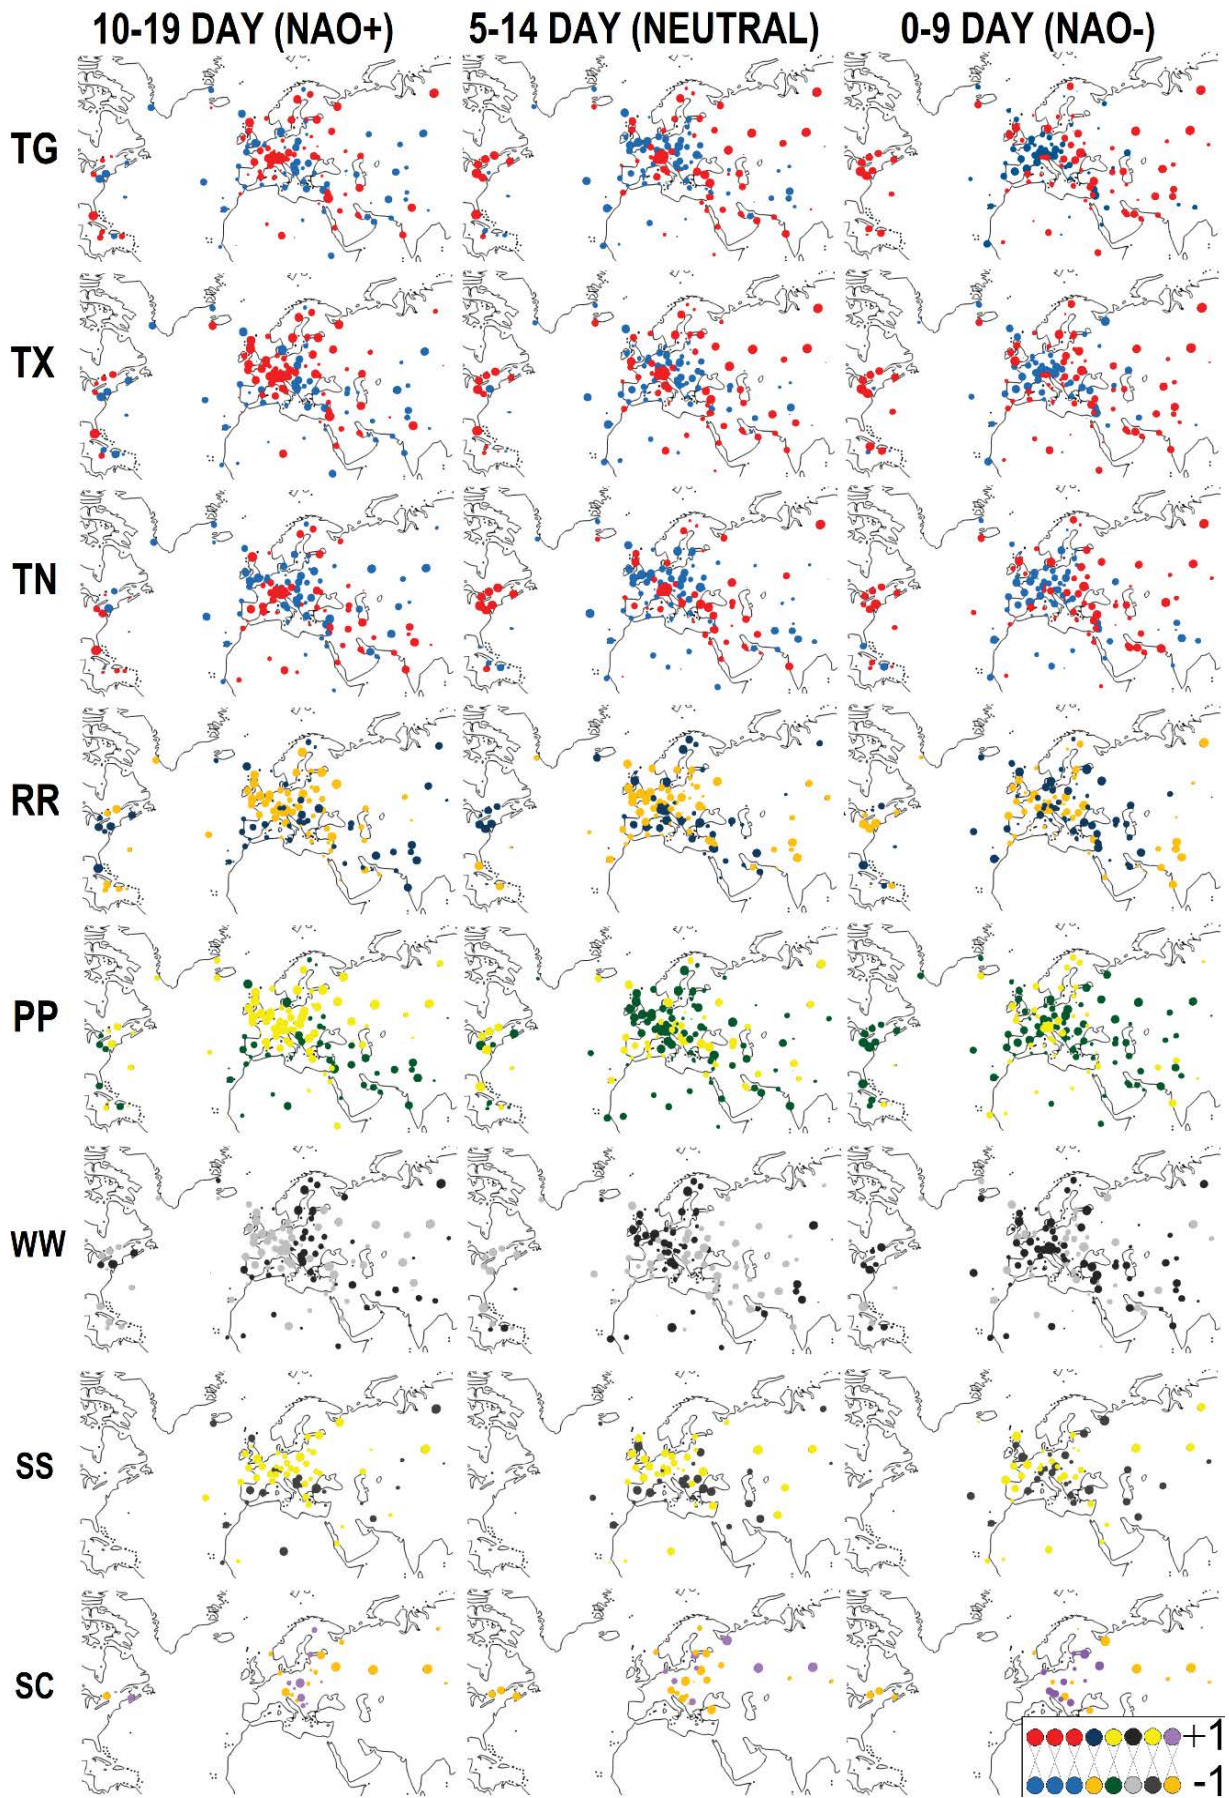 10-19 DAY (NAO+) 5-14 DAY (NEUTRAL) 0-9 DAY (NAO-)
TG
TX
TN
RR
PP
WW
SS
SC
+1
-1